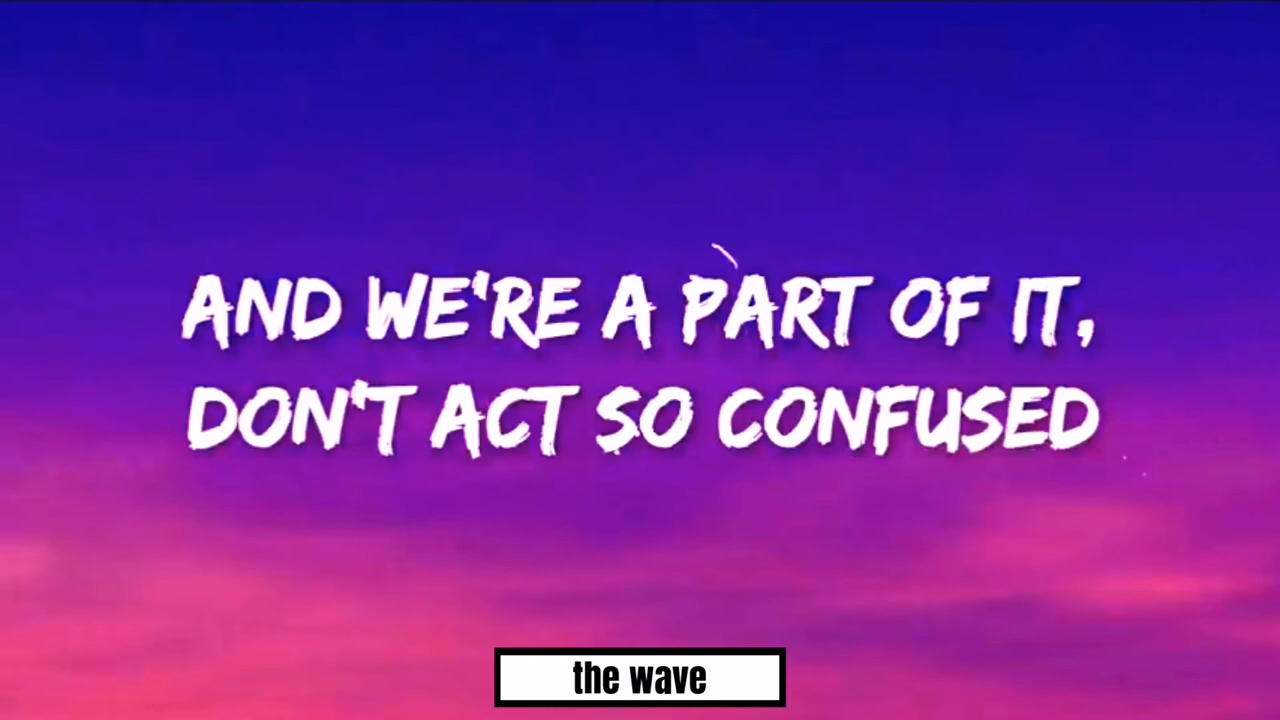 AND WE'RE A PART OF IT,
DON'T ACT SO CONFUSED
the wave